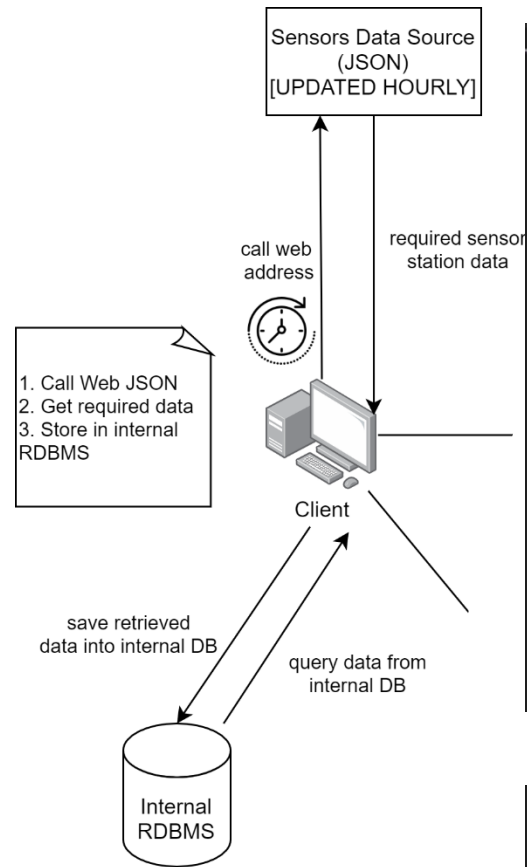 Sensors Data Source
(JSON)
[UPDATED HOURLY]
call web
address
required sensor
station data
1. Call Web JSON
2. Get required data
3. Store in internal
RDBMS
Client
save retrieved
data into internal DB
query data from
internal DB
Internal
RDBMS